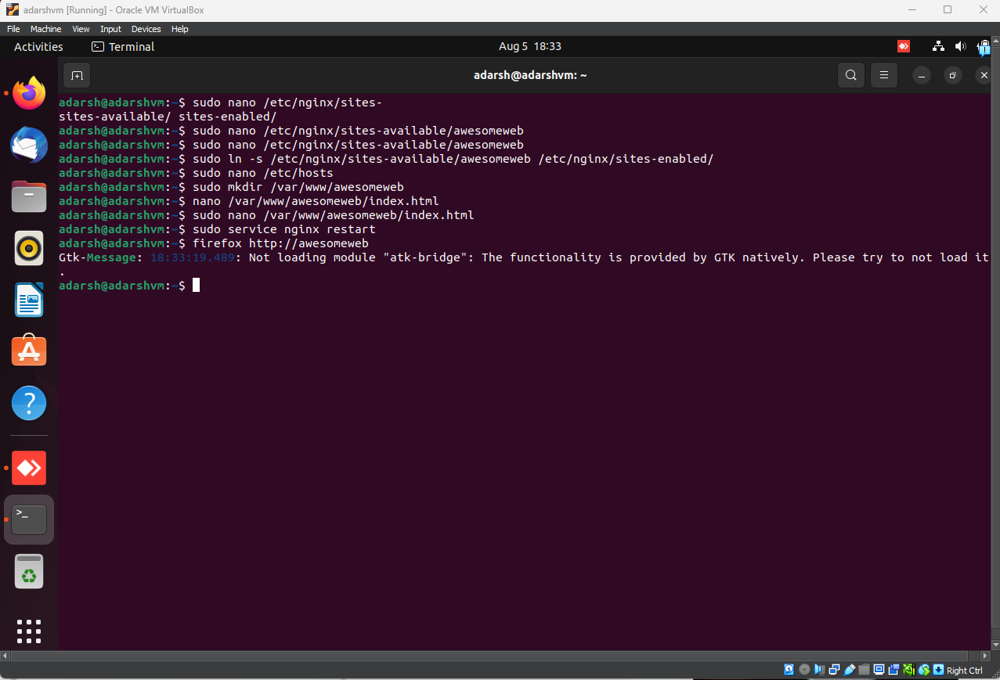 adarshvm [Running] - Oracle VM VirtualBox
File Machine View Input Devices Help
Activities Terminal Aug 5 18:33
adarsh@adarshvm: ~
adarsh@adarshvm:~$ sudo nano /etc/nginx/sites-
sites-available/ sites-enabled/
adarsh@adarshvm:~$ sudo nano /etc/nginx/sites-available/awesomeweb
adarsh@adarshvm:~$ sudo nano /etc/nginx/sites-available/awesomeweb
adarsh@adarshvm:~$ sudo ln -s /etc/nginx/sites-available/awesomeweb /etc/nginx/sites-enabled/
adarsh@adarshvm:~$ sudo nano /etc/hosts
adarsh@adarshvm:~$ sudo mkdir /var/www/awesomeweb
adarsh@adarshvm:~$ nano /var/www/awesomeweb/index.html
adarsh@adarshvm:~$ sudo nano /var/www/awesomeweb/index.html
adarsh@adarshvm:~$ sudo service nginx restart
adarsh@adarshvm:~$ firefox http://awesomeweb
Gtk-Message: 18:33:19.489: Not loading module "atk-bridge": The functionality is provided by GTK natively. Please try to not load it
.
adarsh@adarshvm:~$
Right Ctrl